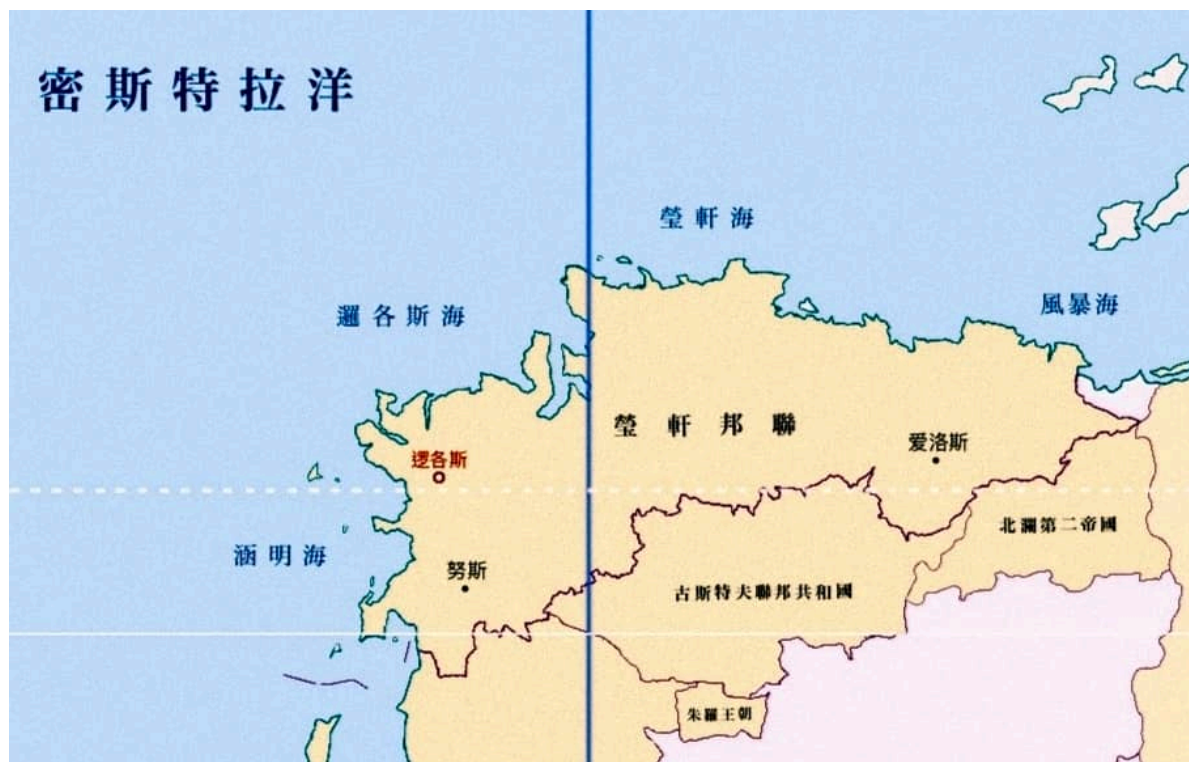 密斯特拉洋
瑩軒海
風暴海
邏各斯海
瑩軒邦聯
爱洛斯
逻各斯
北瀾第二帝國
涵明海
努斯
古斯特夫聯邦共和國
朱羅王朝